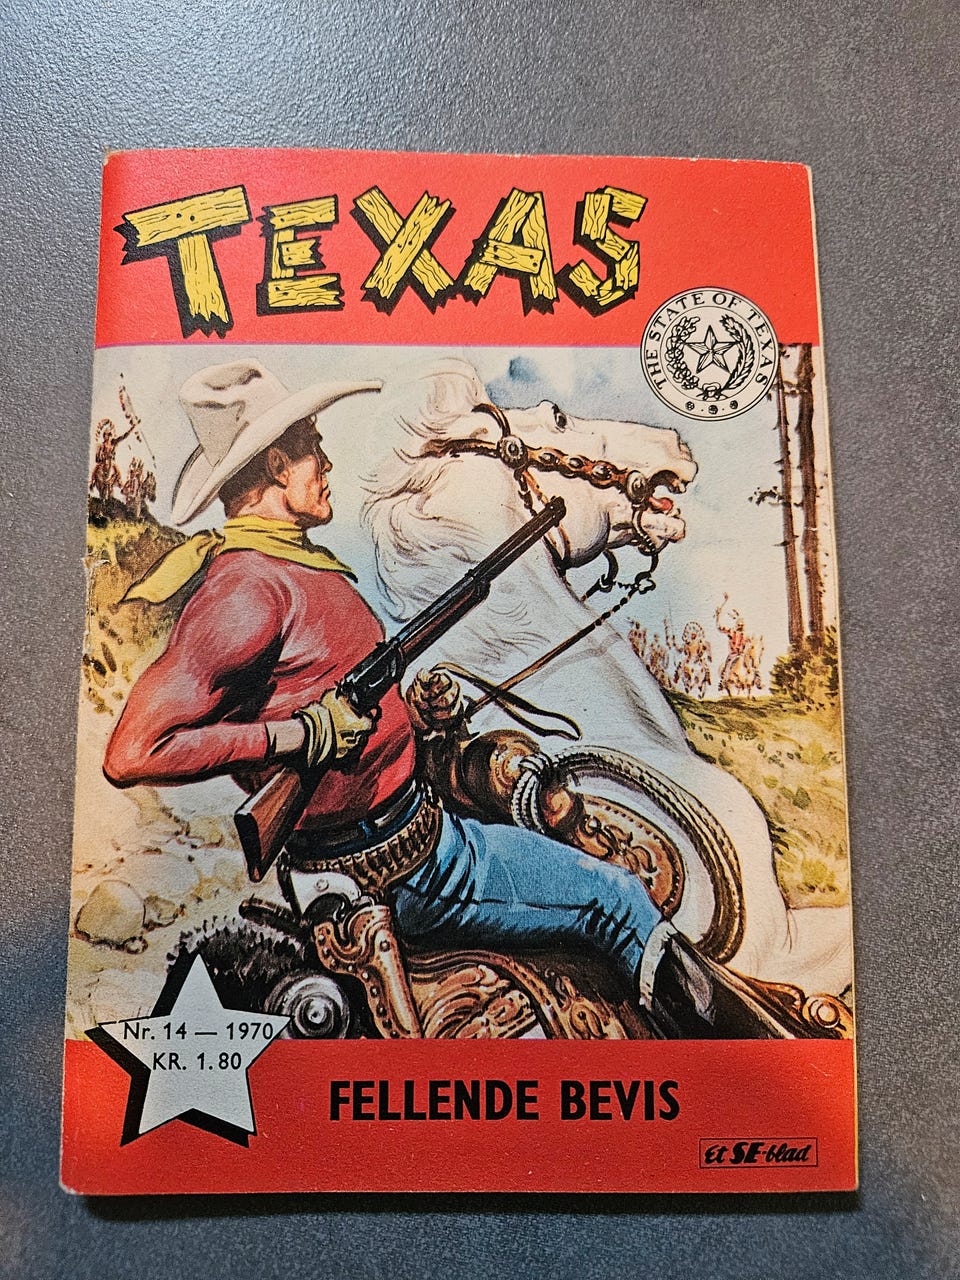 TEXAS
THE STATE OF TEXAS
Nr. 14 — 1970
KR. 1.80
FELLENDE BEVIS
Et SE-blad